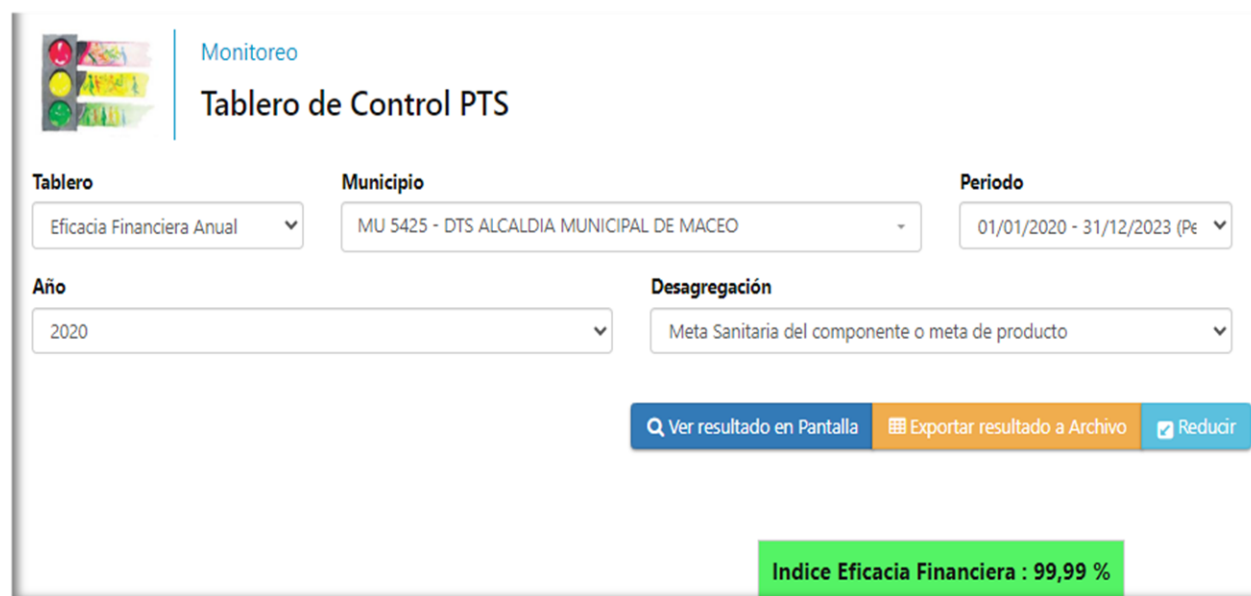 Monitoreo
Tablero de Control PTS
Tablero
Municipio
Periodo
Eficacia Financiera Anual
MU 5425 - DTS ALCALDIA MUNICIPAL DE MACEO
01/01/2020 - 31/12/2023 (Pe
Año
Desagregación
2020
Meta Sanitaria del componente o meta de producto
Ver resultado en Pantalla
Exportar resultado a Archivo
Reducir
Indice Eficacia Financiera : 99,99 %